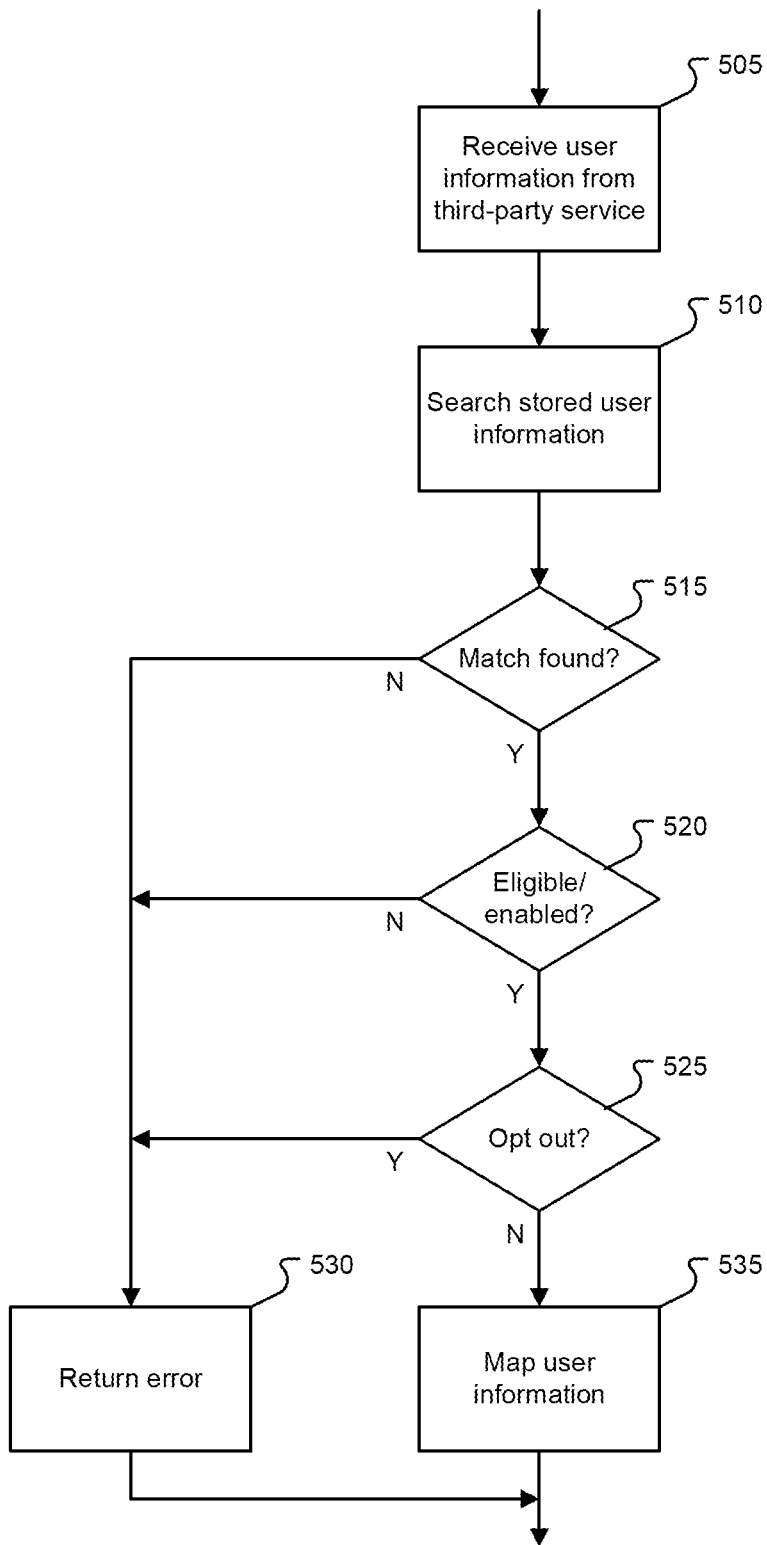 505
Receive user
information from
third-party service
510
Search stored user
information
515
Match found?
N
Y
520
Eligible/
enabled?
N
Y
525
Opt out?
Y
N
530
535
Return error
Map user
information